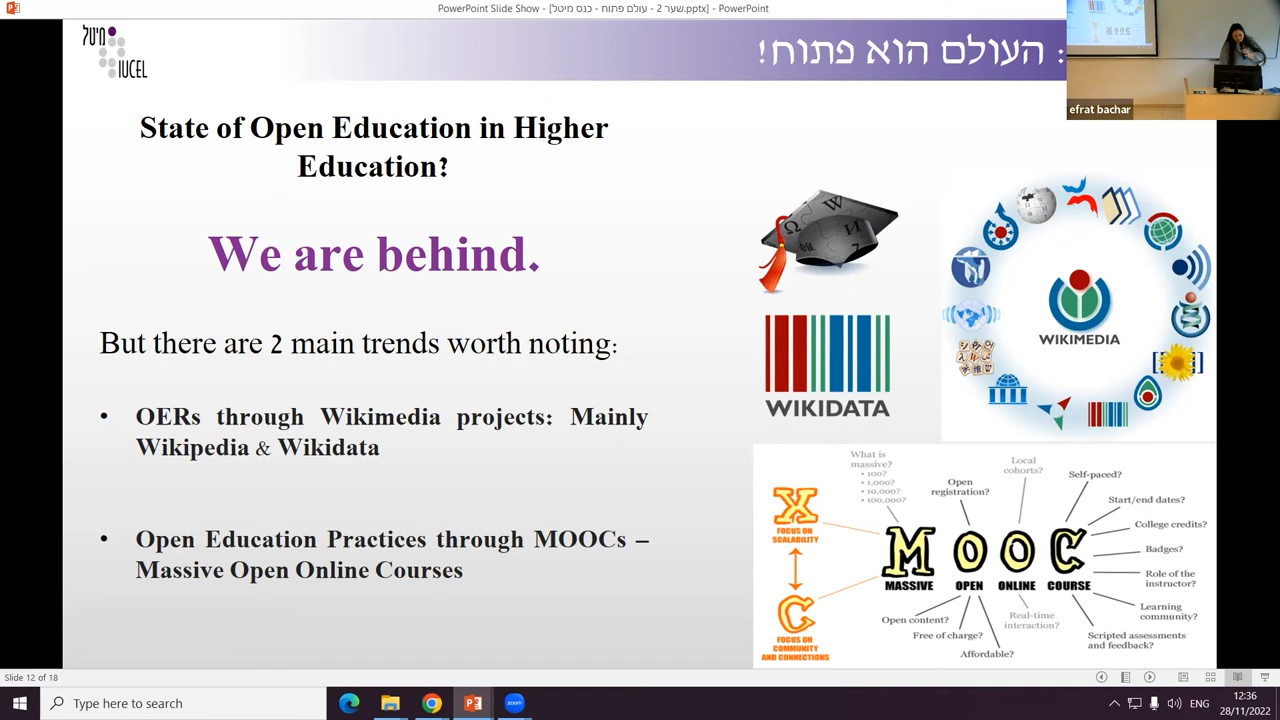 PowerPoint Slide Show - [שער 2 - עולם פתוח - כנס מיטל.pptx] - PowerPoint
מיטל
IUCEL
: העולם הוא פתוח!
efrat bachar
State of Open Education in Higher
Education?
We are behind.
But there are 2 main trends worth noting:
• OERs through Wikimedia projects: Mainly
Wikipedia & Wikidata
• Open Education Practices through MOOCs –
Massive Open Online Courses
W
Ω
И
WIKIDATA
WIKIMEDIA
What is
massive?
• 100?
• 1,000?
• 10,000?
• 100,000?
Open
registration?
Local
cohorts?
Self-paced?
Start/end dates?
College credits?
Badges?
Role of the
instructor?
Learning
community?
Scripted assessments
and feedback?
X
FOCUS ON
SCALABILITY
C
FOCUS ON
COMMUNITY
AND CONNECTIONS
MOOC
MASSIVE OPEN ONLINE COURSE
Open content?
Free of charge?
Affordable?
Real-time
interaction?
Slide 12 of 18
Type here to search
zoom
ENG
12:36
28/11/2022